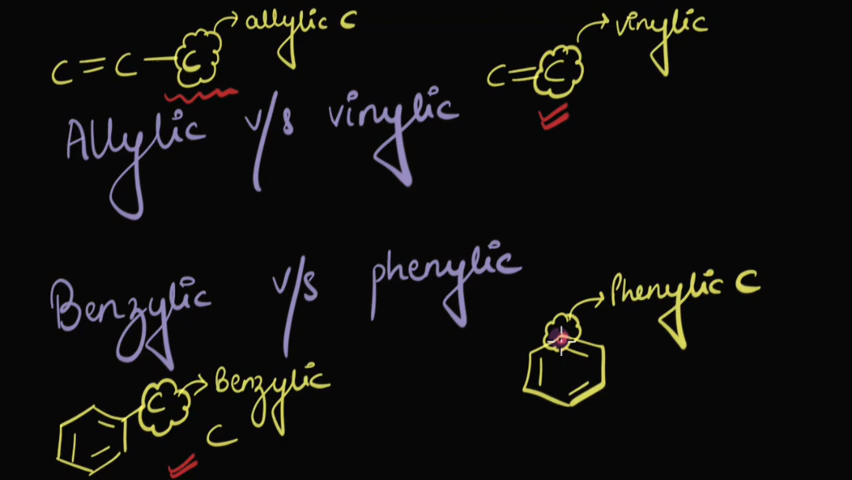 C=C-C → allylic C
C=C → vinylic
Allylic v/s vinylic
Benzylic v/s phenylic
→ Phenylic C
C → Benzylic
C